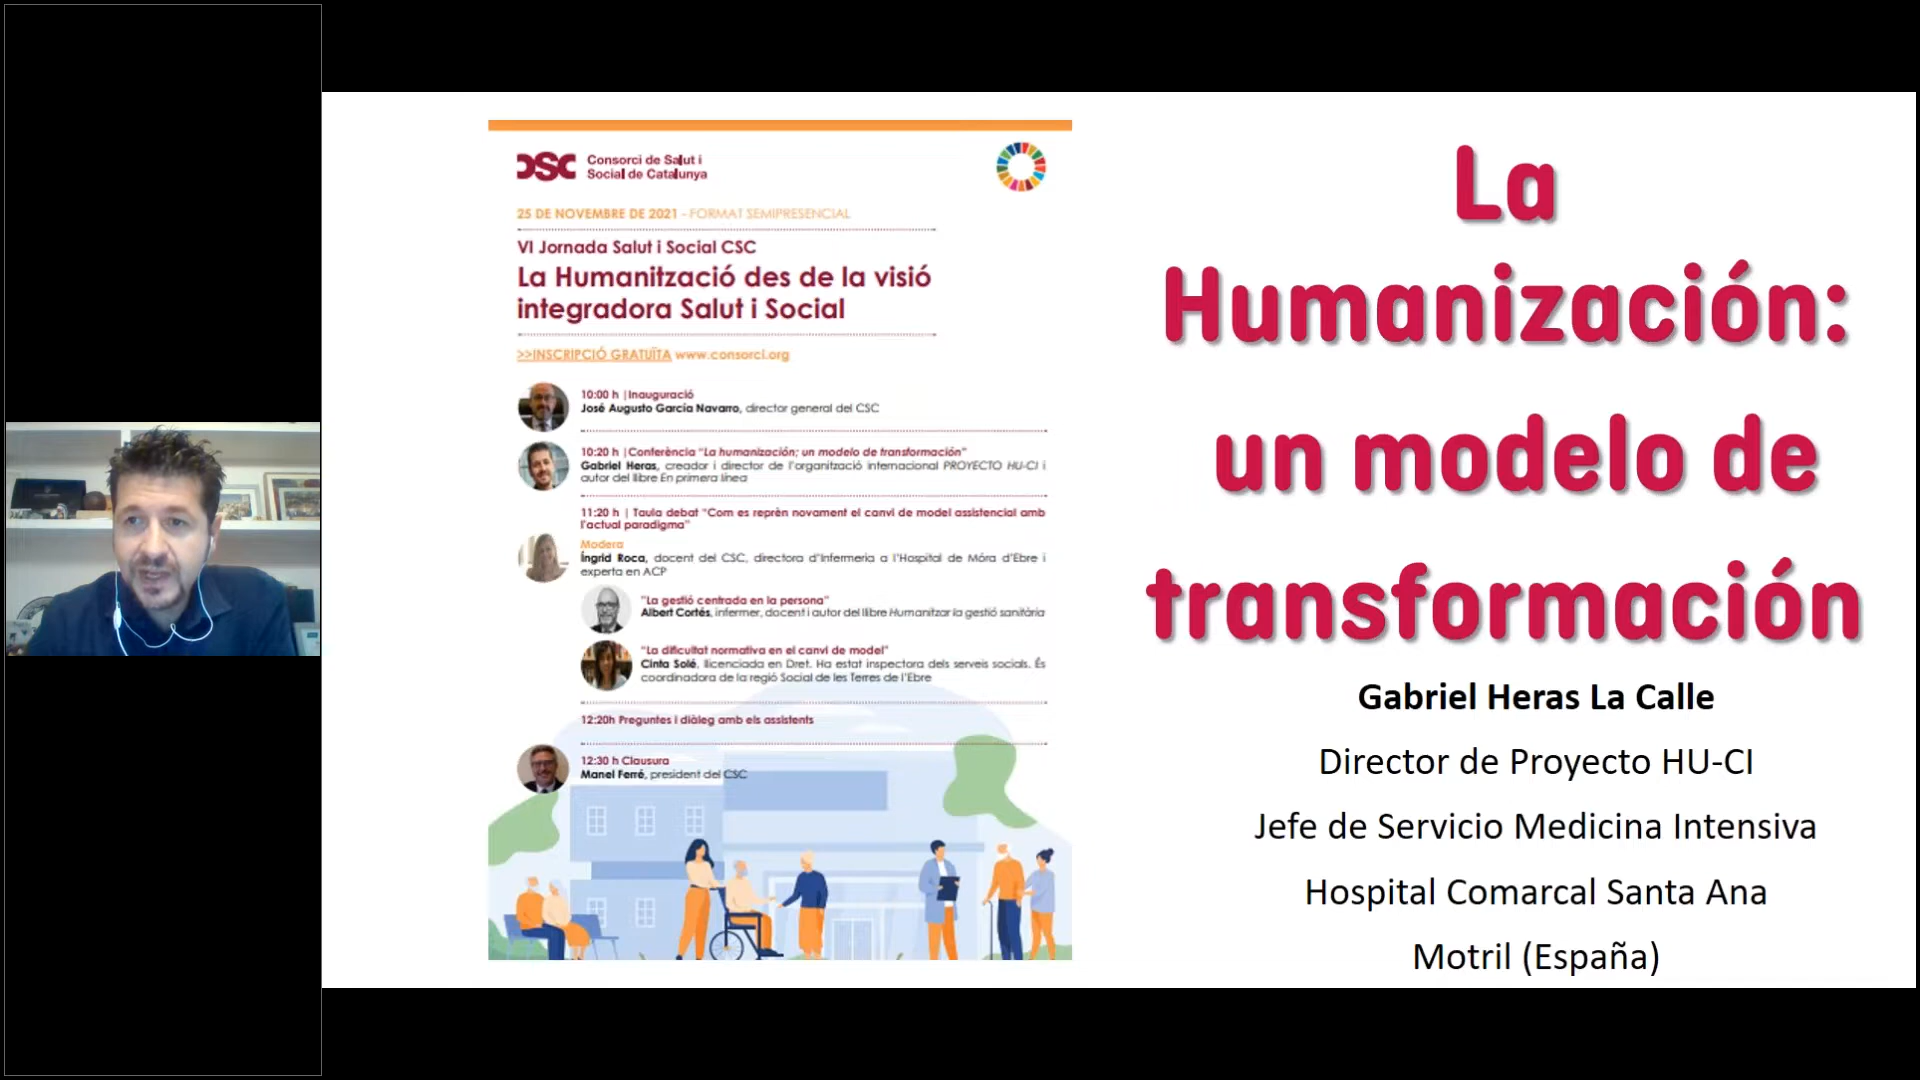 CSC Consorci de Salut i
Social de Catalunya
25 DE NOVEMBRE DE 2021 - FORMAT SEMIPRESENCIAL
VI Jornada Salut i Social CSC
La Humanització des de la visió
integradora Salut i Social
>>INSCRIPCIÓ GRATUÏTA www.consorci.org
10:00 h |Inauguració
José Augusto García Navarro, director general del CSC
10:20 h |Conferència "La humanización; un modelo de transformación"
Gabriel Heras, creador i director de l'organització internacional PROYECTO HU-CI i
autor del llibre En primera línea
11:20 h | Taula debat "Com es reprèn novament el canvi de model assistencial amb
l'actual paradigma"
Modera
Íngrid Roca, docent del CSC, directora d'Infermeria a l'Hospital de Móra d'Ebre i
experta en ACP
"La gestió centrada en la persona"
Albert Cortés, infermer, docent i autor del llibre Humanitzar la gestió sanitària
"La dificultat normativa en el canvi de model"
Cinta Solé, llicenciada en Dret. Ha estat inspectora dels serveis socials. És
coordinadora de la regió Social de les Terres de l'Ebre
12:20h Preguntes i diàleg amb els assistents
12:30 h Clausura
Manel Ferré, president del CSC
La
Humanización:
un modelo de
transformación
Gabriel Heras La Calle
Director de Proyecto HU-CI
Jefe de Servicio Medicina Intensiva
Hospital Comarcal Santa Ana
Motril (España)